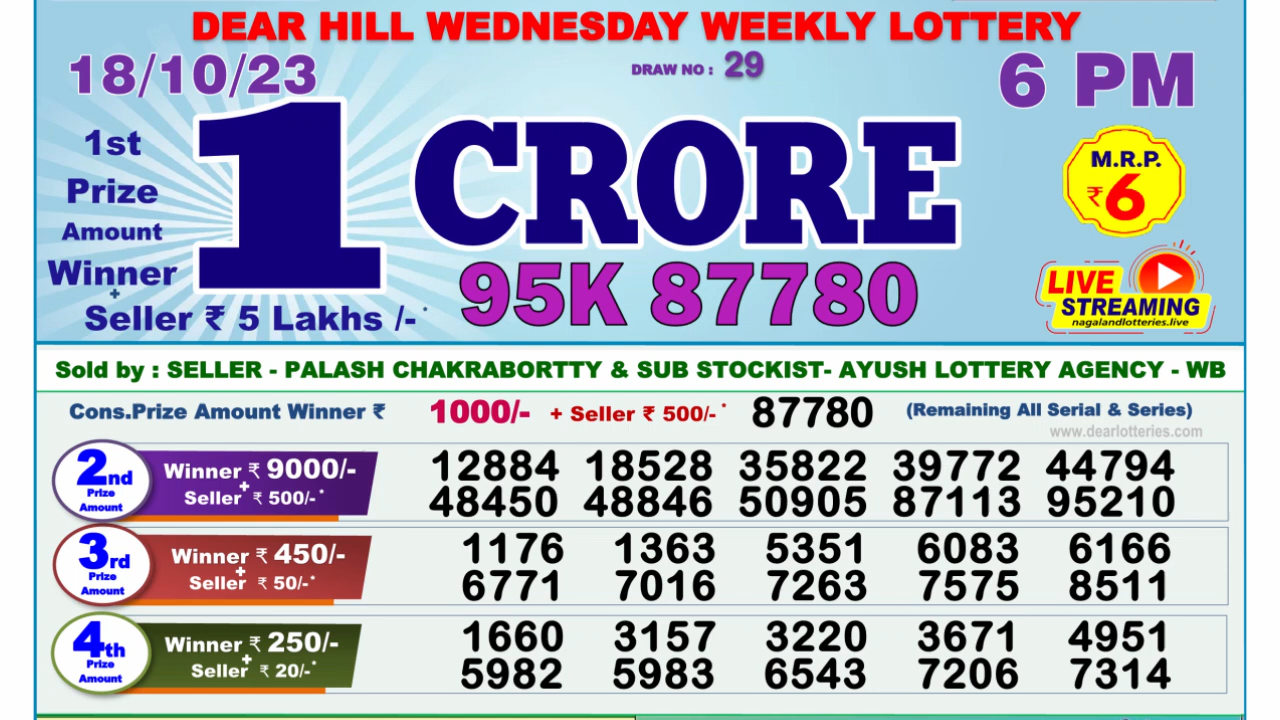 DEAR HILL WEDNESDAY WEEKLY LOTTERY
18/10/23
DRAW NO : 29
6 PM
1st
Prize
Amount
Winner
+
Seller ₹ 5 Lakhs /-*
1 CRORE
95K 87780
M.R.P.
₹6
LIVE
STREAMING
nagalandlotteries.live
Sold by : SELLER - PALASH CHAKRABORTTY & SUB STOCKIST- AYUSH LOTTERY AGENCY - WB
Cons.Prize Amount Winner ₹ 1000/- + Seller ₹ 500/-* 87780 (Remaining All Serial & Series)
www.dearlotteries.com
2nd
Prize
Amount
Winner ₹ 9000/-
+
Seller ₹ 500/-*
12884 18528 35822 39772 44794
48450 48846 50905 87113 95210
3rd
Prize
Amount
Winner ₹ 450/-
+
Seller ₹ 50/-*
1176 1363 5351 6083 6166
6771 7016 7263 7575 8511
4th
Prize
Amount
Winner ₹ 250/-
+
Seller ₹ 20/-*
1660 3157 3220 3671 4951
5982 5983 6543 7206 7314